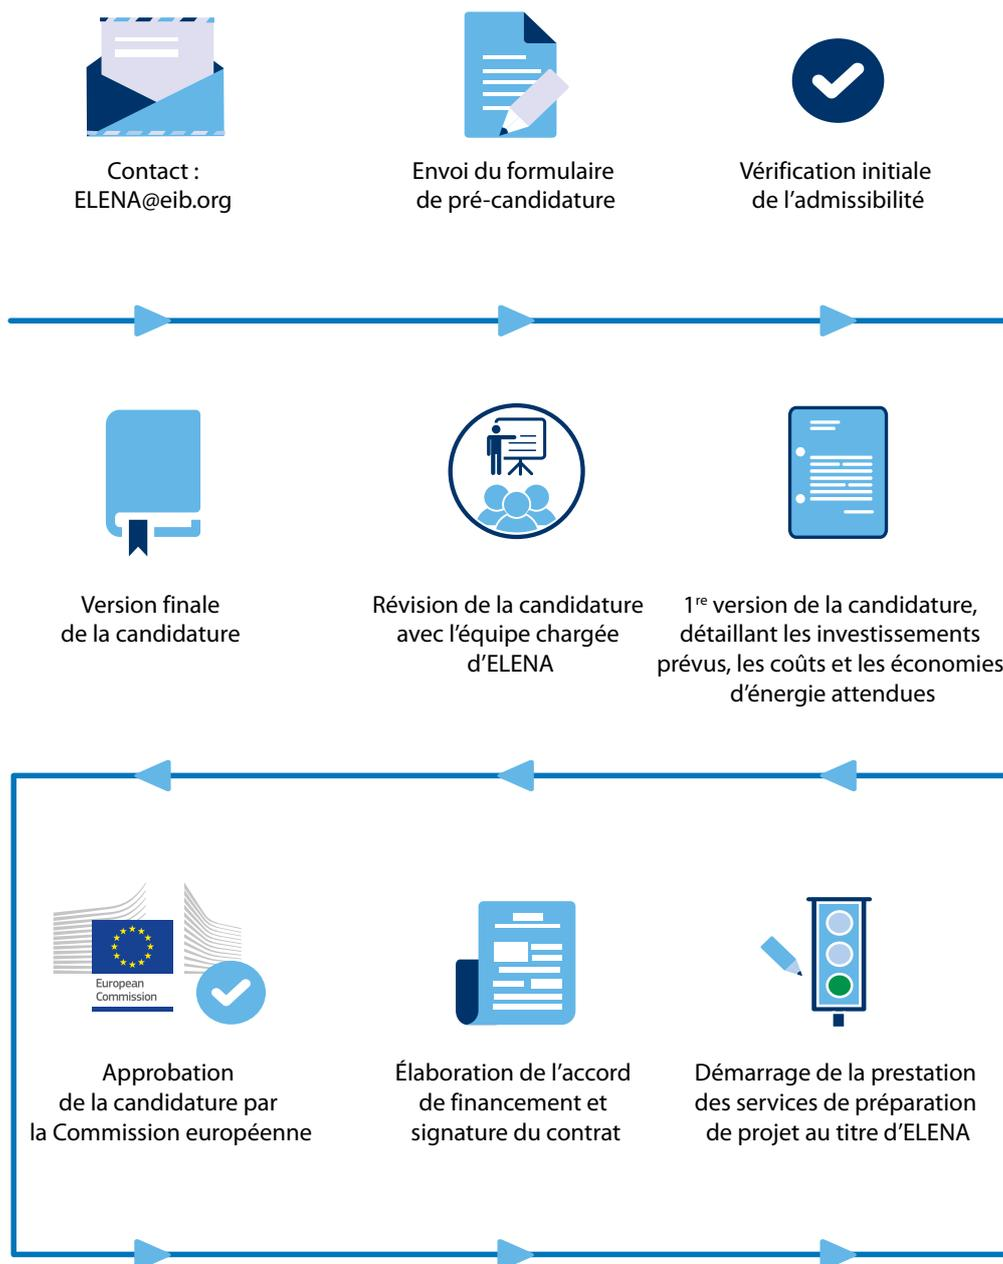 Contact :
ELENA@eib.org
Envoi du formulaire
de pré-candidature
Vérification initiale
de l’admissibilité
1re version de la candidature,
détaillant les investissements
prévus, les coûts et les économies
d’énergie attendues
Révision de la candidature
avec l’équipe chargée
d’ELENA
Version finale
de la candidature
European
Commission
Approbation
de la candidature par
la Commission européenne
Élaboration de l’accord
de financement et
signature du contrat
Démarrage de la prestation
des services de préparation
de projet au titre d’ELENA